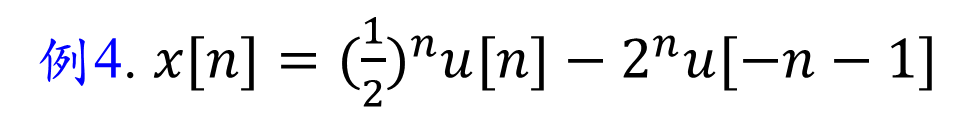 例4. x[n] = (1/2)^n u[n] − 2^n u[−n − 1]